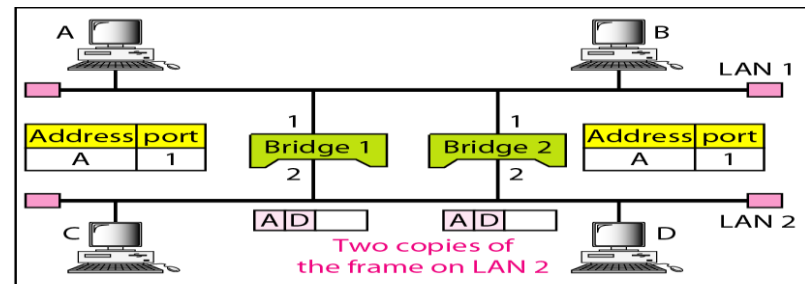 A
B
LAN 1
1
1
Address port
A 1
Bridge 1
Bridge 2
Address port
A 1
2
2
C
A D
A D
D
LAN 2
Two copies of
the frame on LAN 2